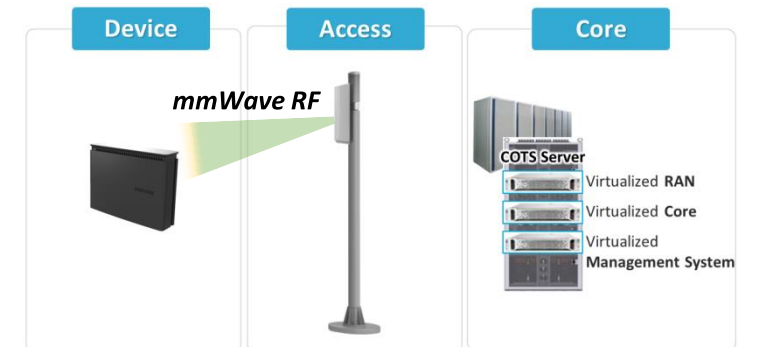 Device
Access
Core
mmWave RF
COTS Server
Virtualized RAN
Virtualized Core
Virtualized
Management System